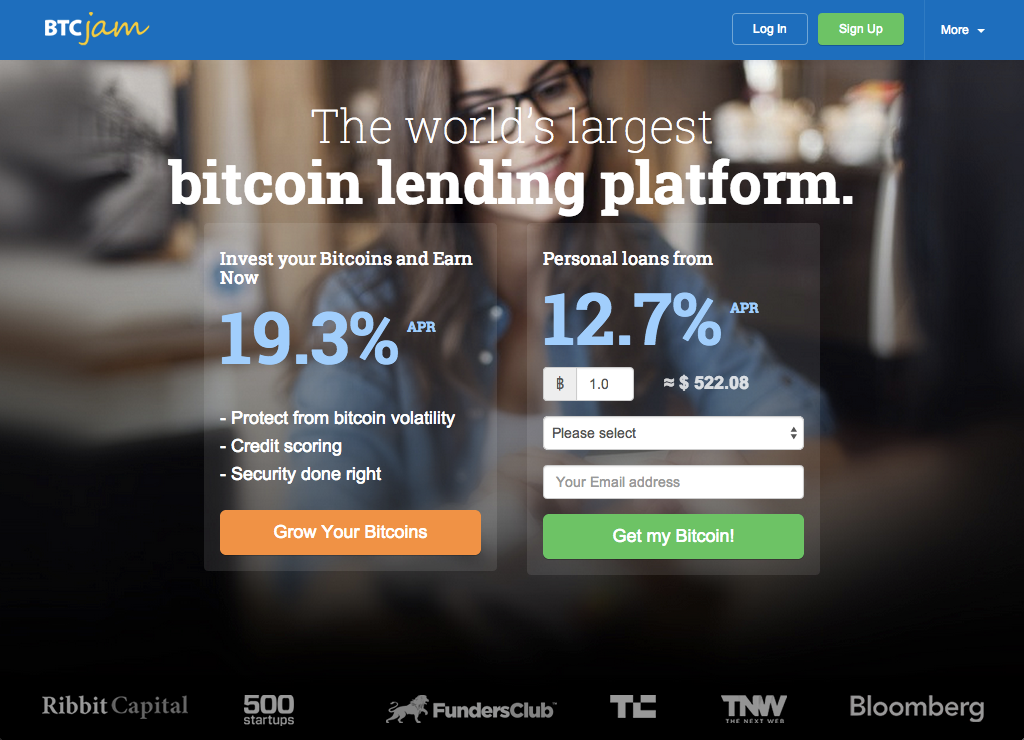 BTCjam
Log In
Sign Up
More
The world's largest
bitcoin lending platform.
Invest your Bitcoins and Earn
Now
19.3% APR
- Protect from bitcoin volatility
- Credit scoring
- Security done right
Grow Your Bitcoins
Personal loans from
12.7% APR
฿ 1.0 ≈ $ 522.08
Please select
Your Email address
Get my Bitcoin!
Ribbit Capital
500
startups
FundersClub™
TC
TNW
THE NEXT WEB
Bloomberg